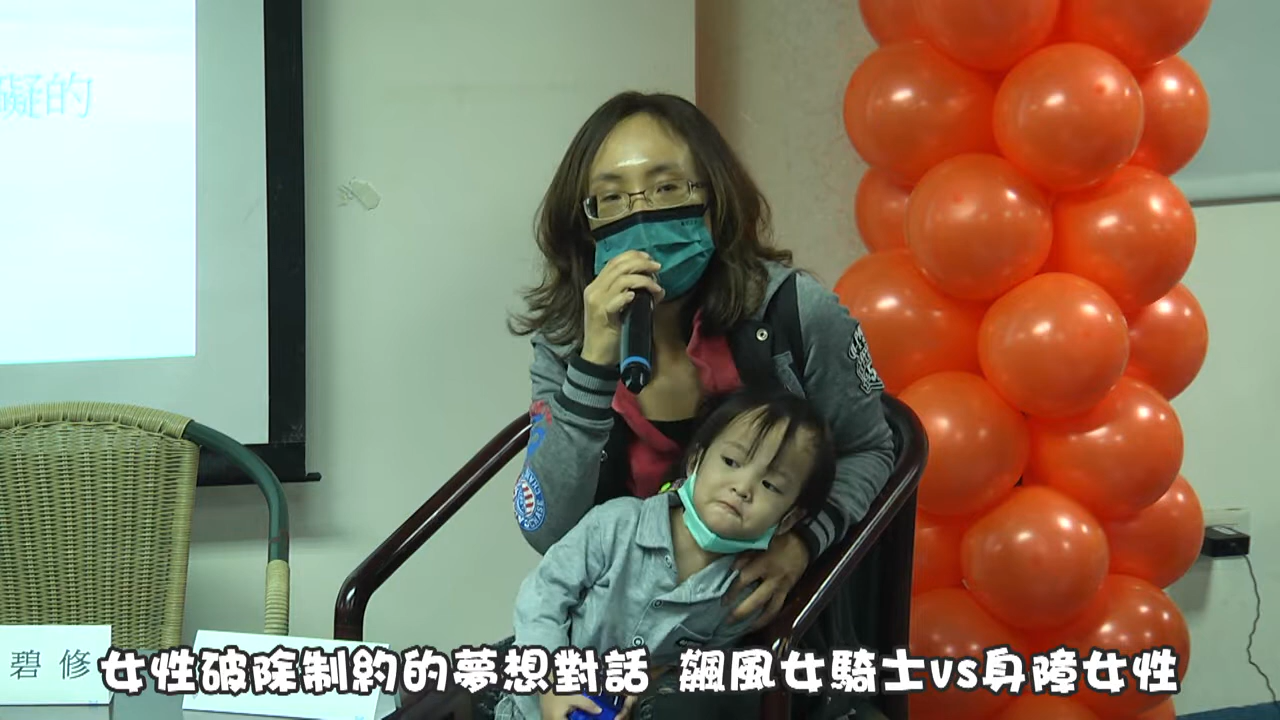 礙的
碧修
女性破除制約的夢想對話 飆風女騎士vs身障女性